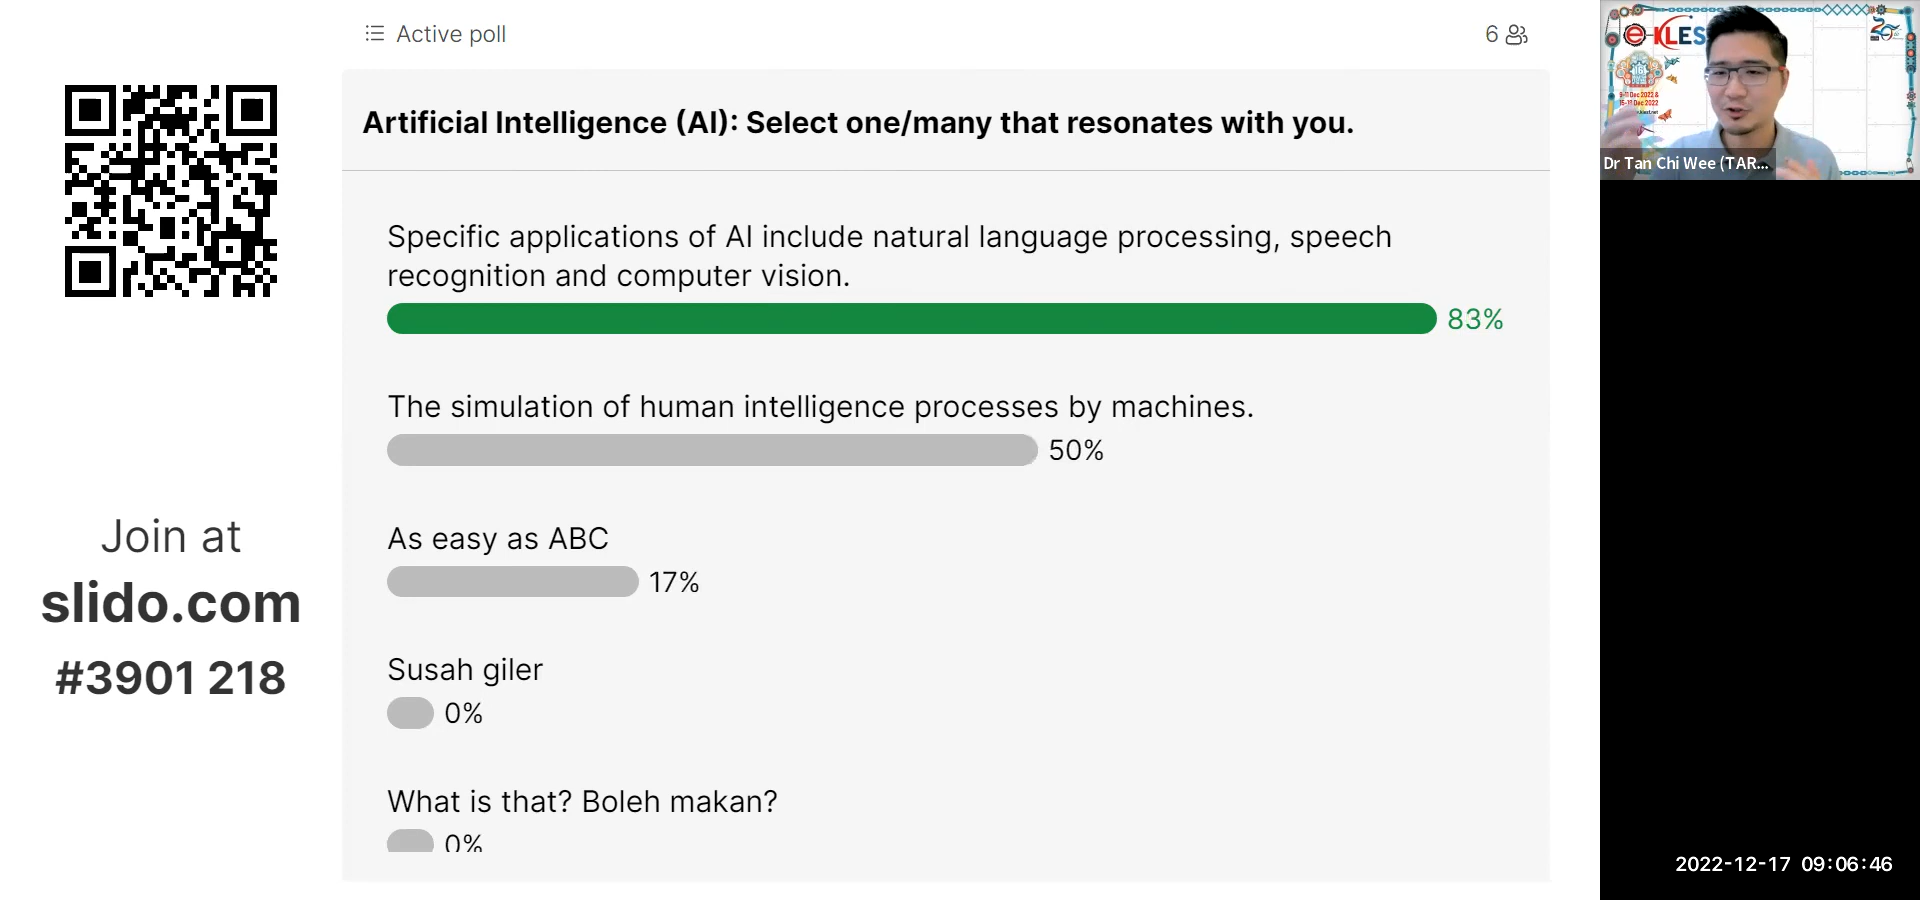 Active poll
6
Artificial Intelligence (AI): Select one/many that resonates with you.
Specific applications of AI include natural language processing, speech
recognition and computer vision.
83%
The simulation of human intelligence processes by machines.
50%
As easy as ABC
17%
Susah giler
0%
What is that? Boleh makan?
0%
Join at
slido.com
#3901 218
Dr Tan Chi Wee (TAR...
2022-12-17 09:06:46